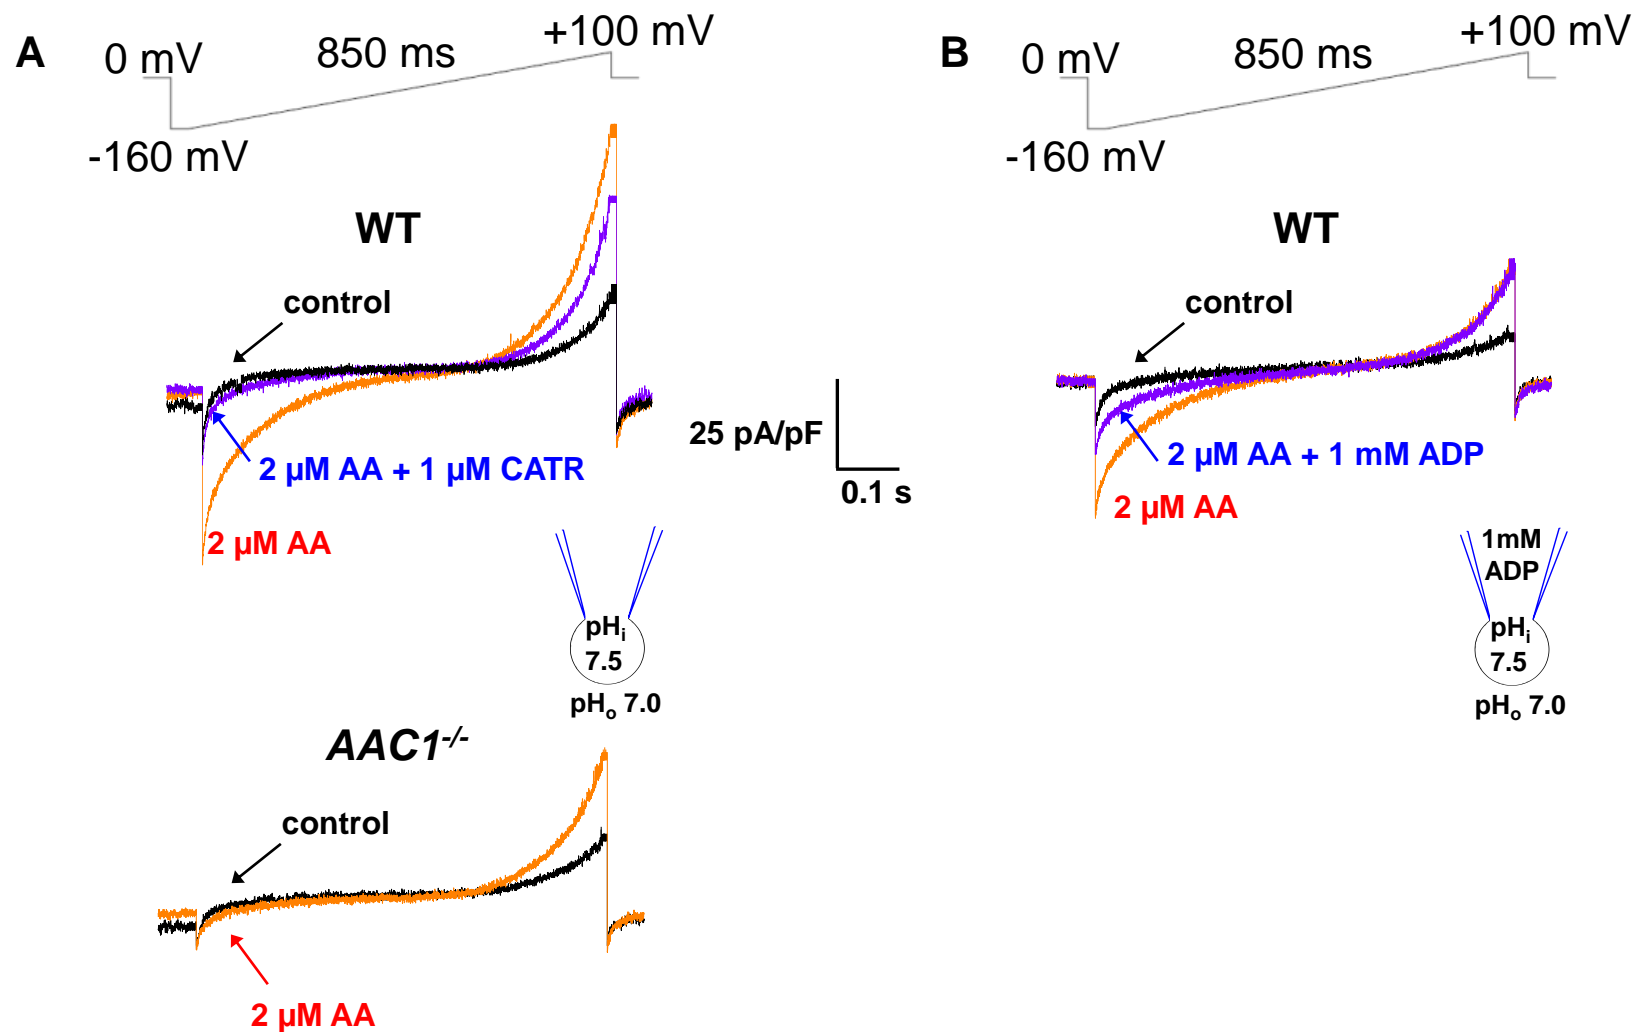 A
0 mV
850 ms
+100 mV
-160 mV
WT
control
2 µM AA + 1 µM CATR
2 µM AA
25 pA/pF
0.1 s
pHi
7.5
pHo 7.0
AAC1-/-
control
2 µM AA
B
0 mV
850 ms
+100 mV
-160 mV
WT
control
2 µM AA + 1 mM ADP
2 µM AA
1mM
ADP
pHi
7.5
pHo 7.0